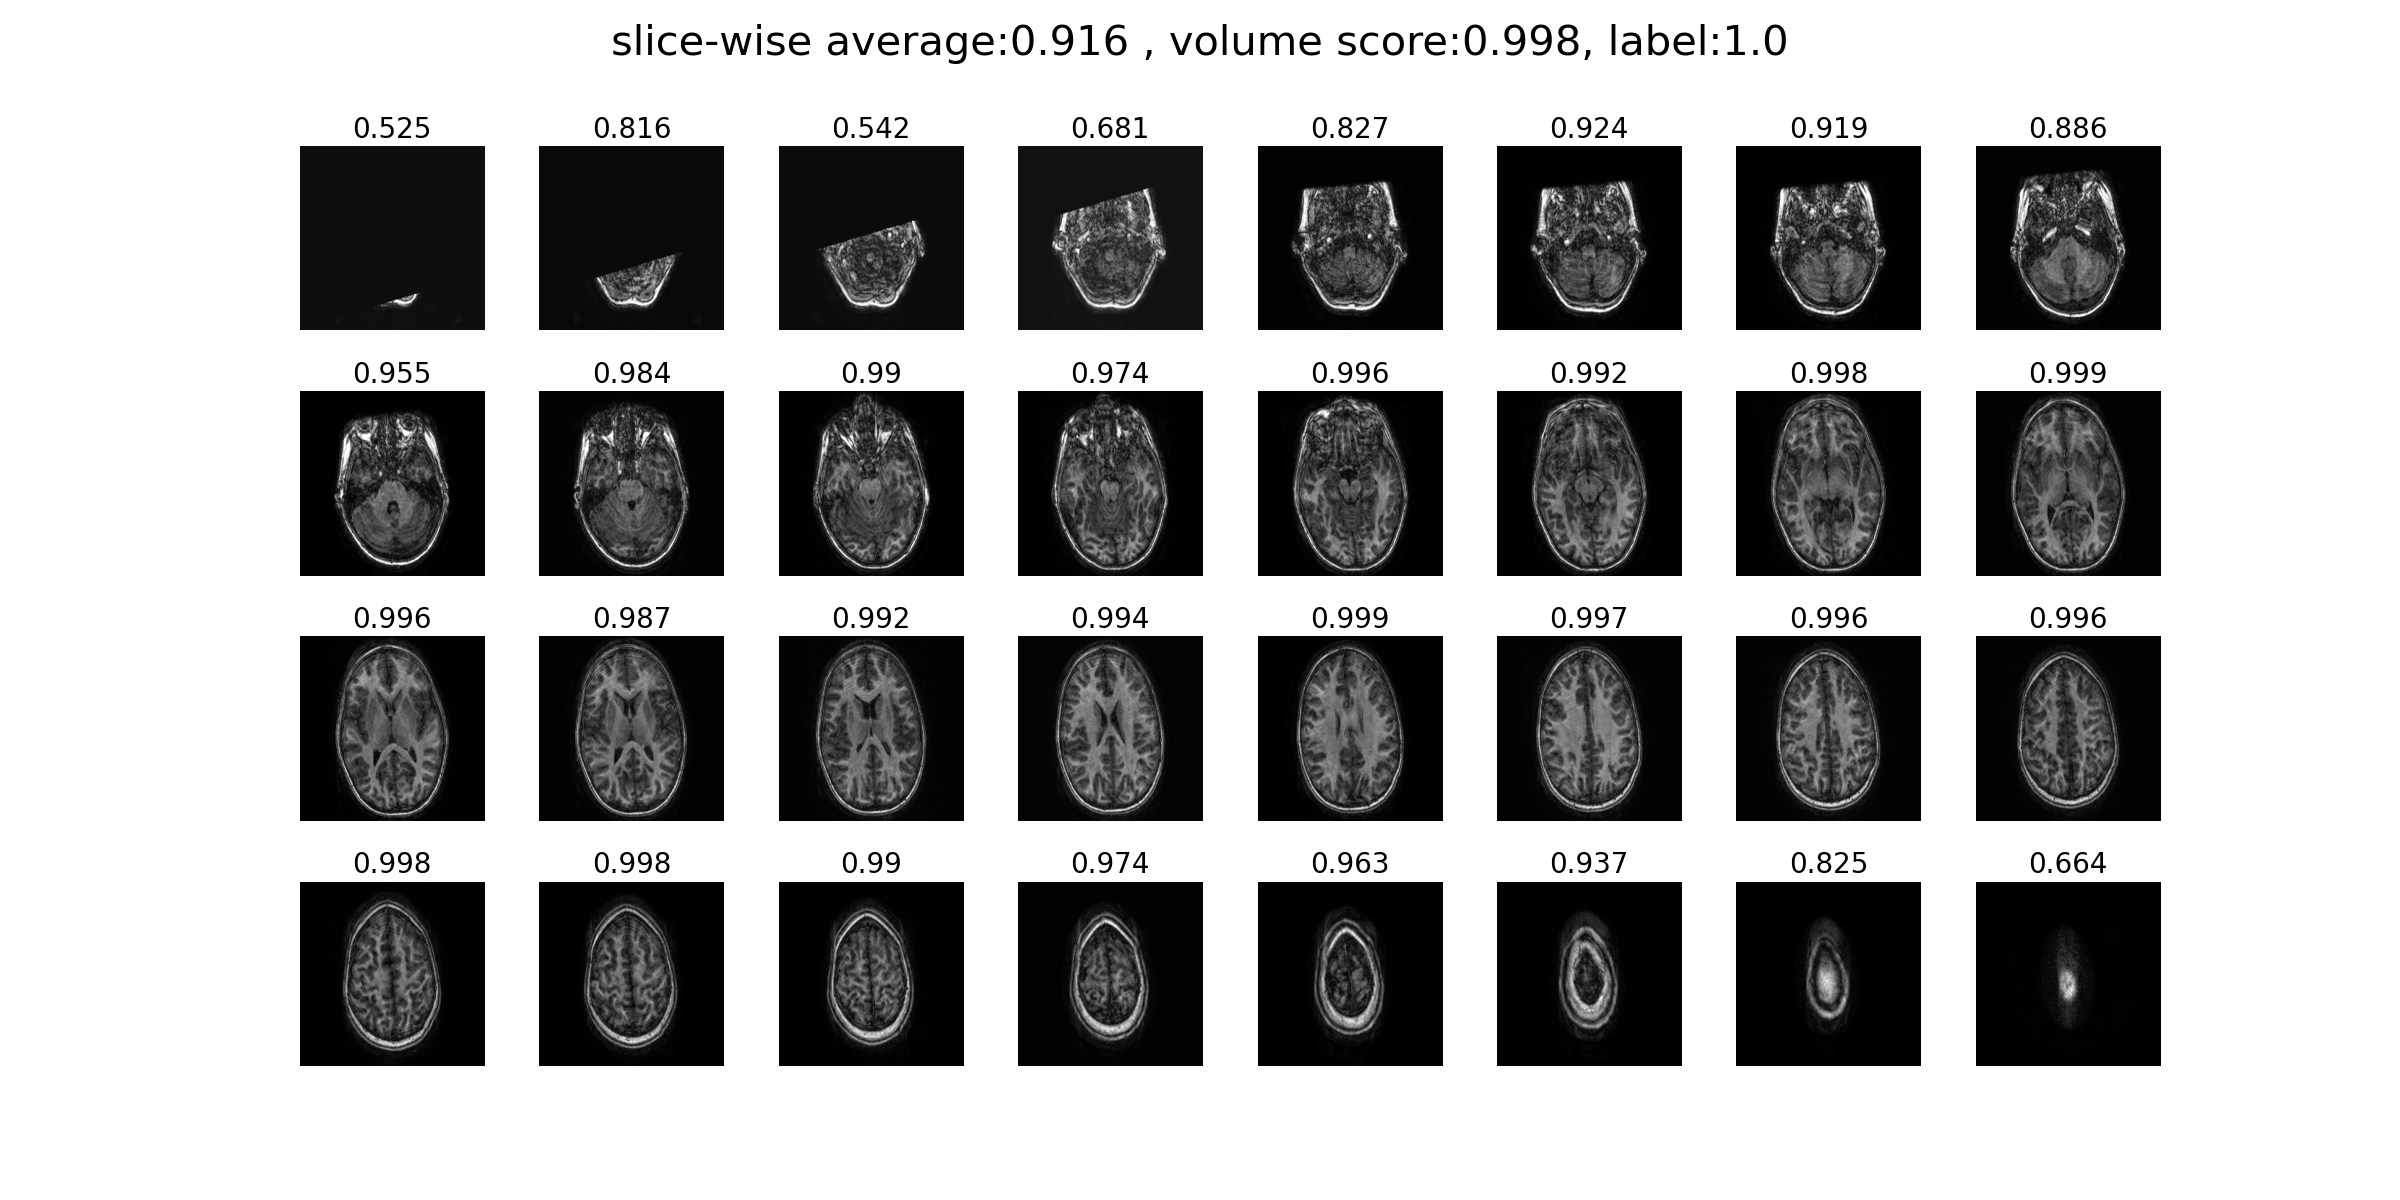 slice-wise average:0.916 , volume score:0.998, label:1.0
0.525 0.816 0.542 0.681 0.827 0.924 0.919 0.886
0.955 0.984 0.99 0.974 0.996 0.992 0.998 0.999
0.996 0.987 0.992 0.994 0.999 0.997 0.996 0.996
0.998 0.998 0.99 0.974 0.963 0.937 0.825 0.664